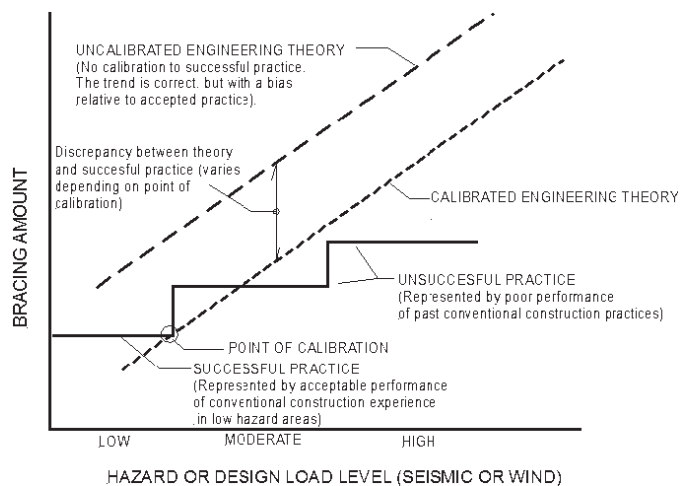 UNCALIBRATED ENGINEERING THEORY
(No calibration to successful practice.
The trend is correct, but with a bias
relative to accepted practice).
Discrepancy between theory
and succesful practice (varies
depending on point of
calibration)
CALIBRATED ENGINEERING THEORY
UNSUCCESFUL PRACTICE
(Represented by poor performance
of past conventional construction practices)
POINT OF CALIBRATION
SUCCESSFUL PRACTICE
(Represented by acceptable performance
of conventional construction experience
in low hazard areas)
BRACING AMOUNT
LOW
MODERATE
HIGH
HAZARD OR DESIGN LOAD LEVEL (SEISMIC OR WIND)